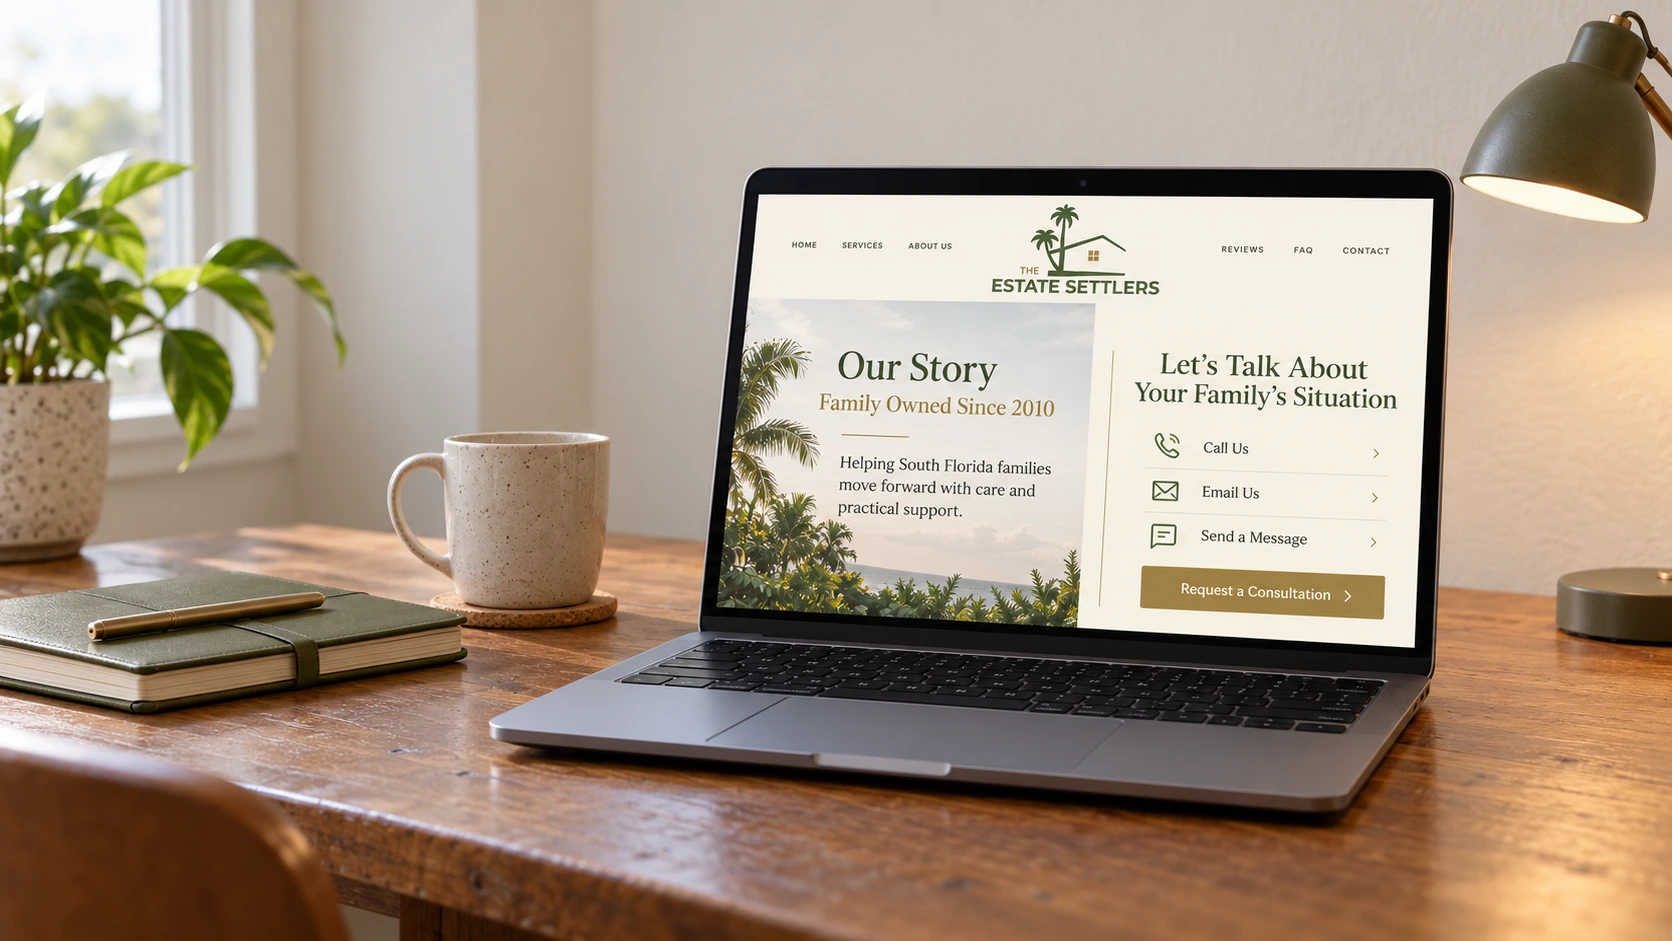 HOME
SERVICES
ABOUT US
THE
ESTATE SETTLERS
REVIEWS
FAQ
CONTACT
Our Story
Family Owned Since 2010
Helping South Florida families
move forward with care and
practical support.
Let's Talk About
Your Family's Situation
Call Us
Email Us
Send a Message
Request a Consultation